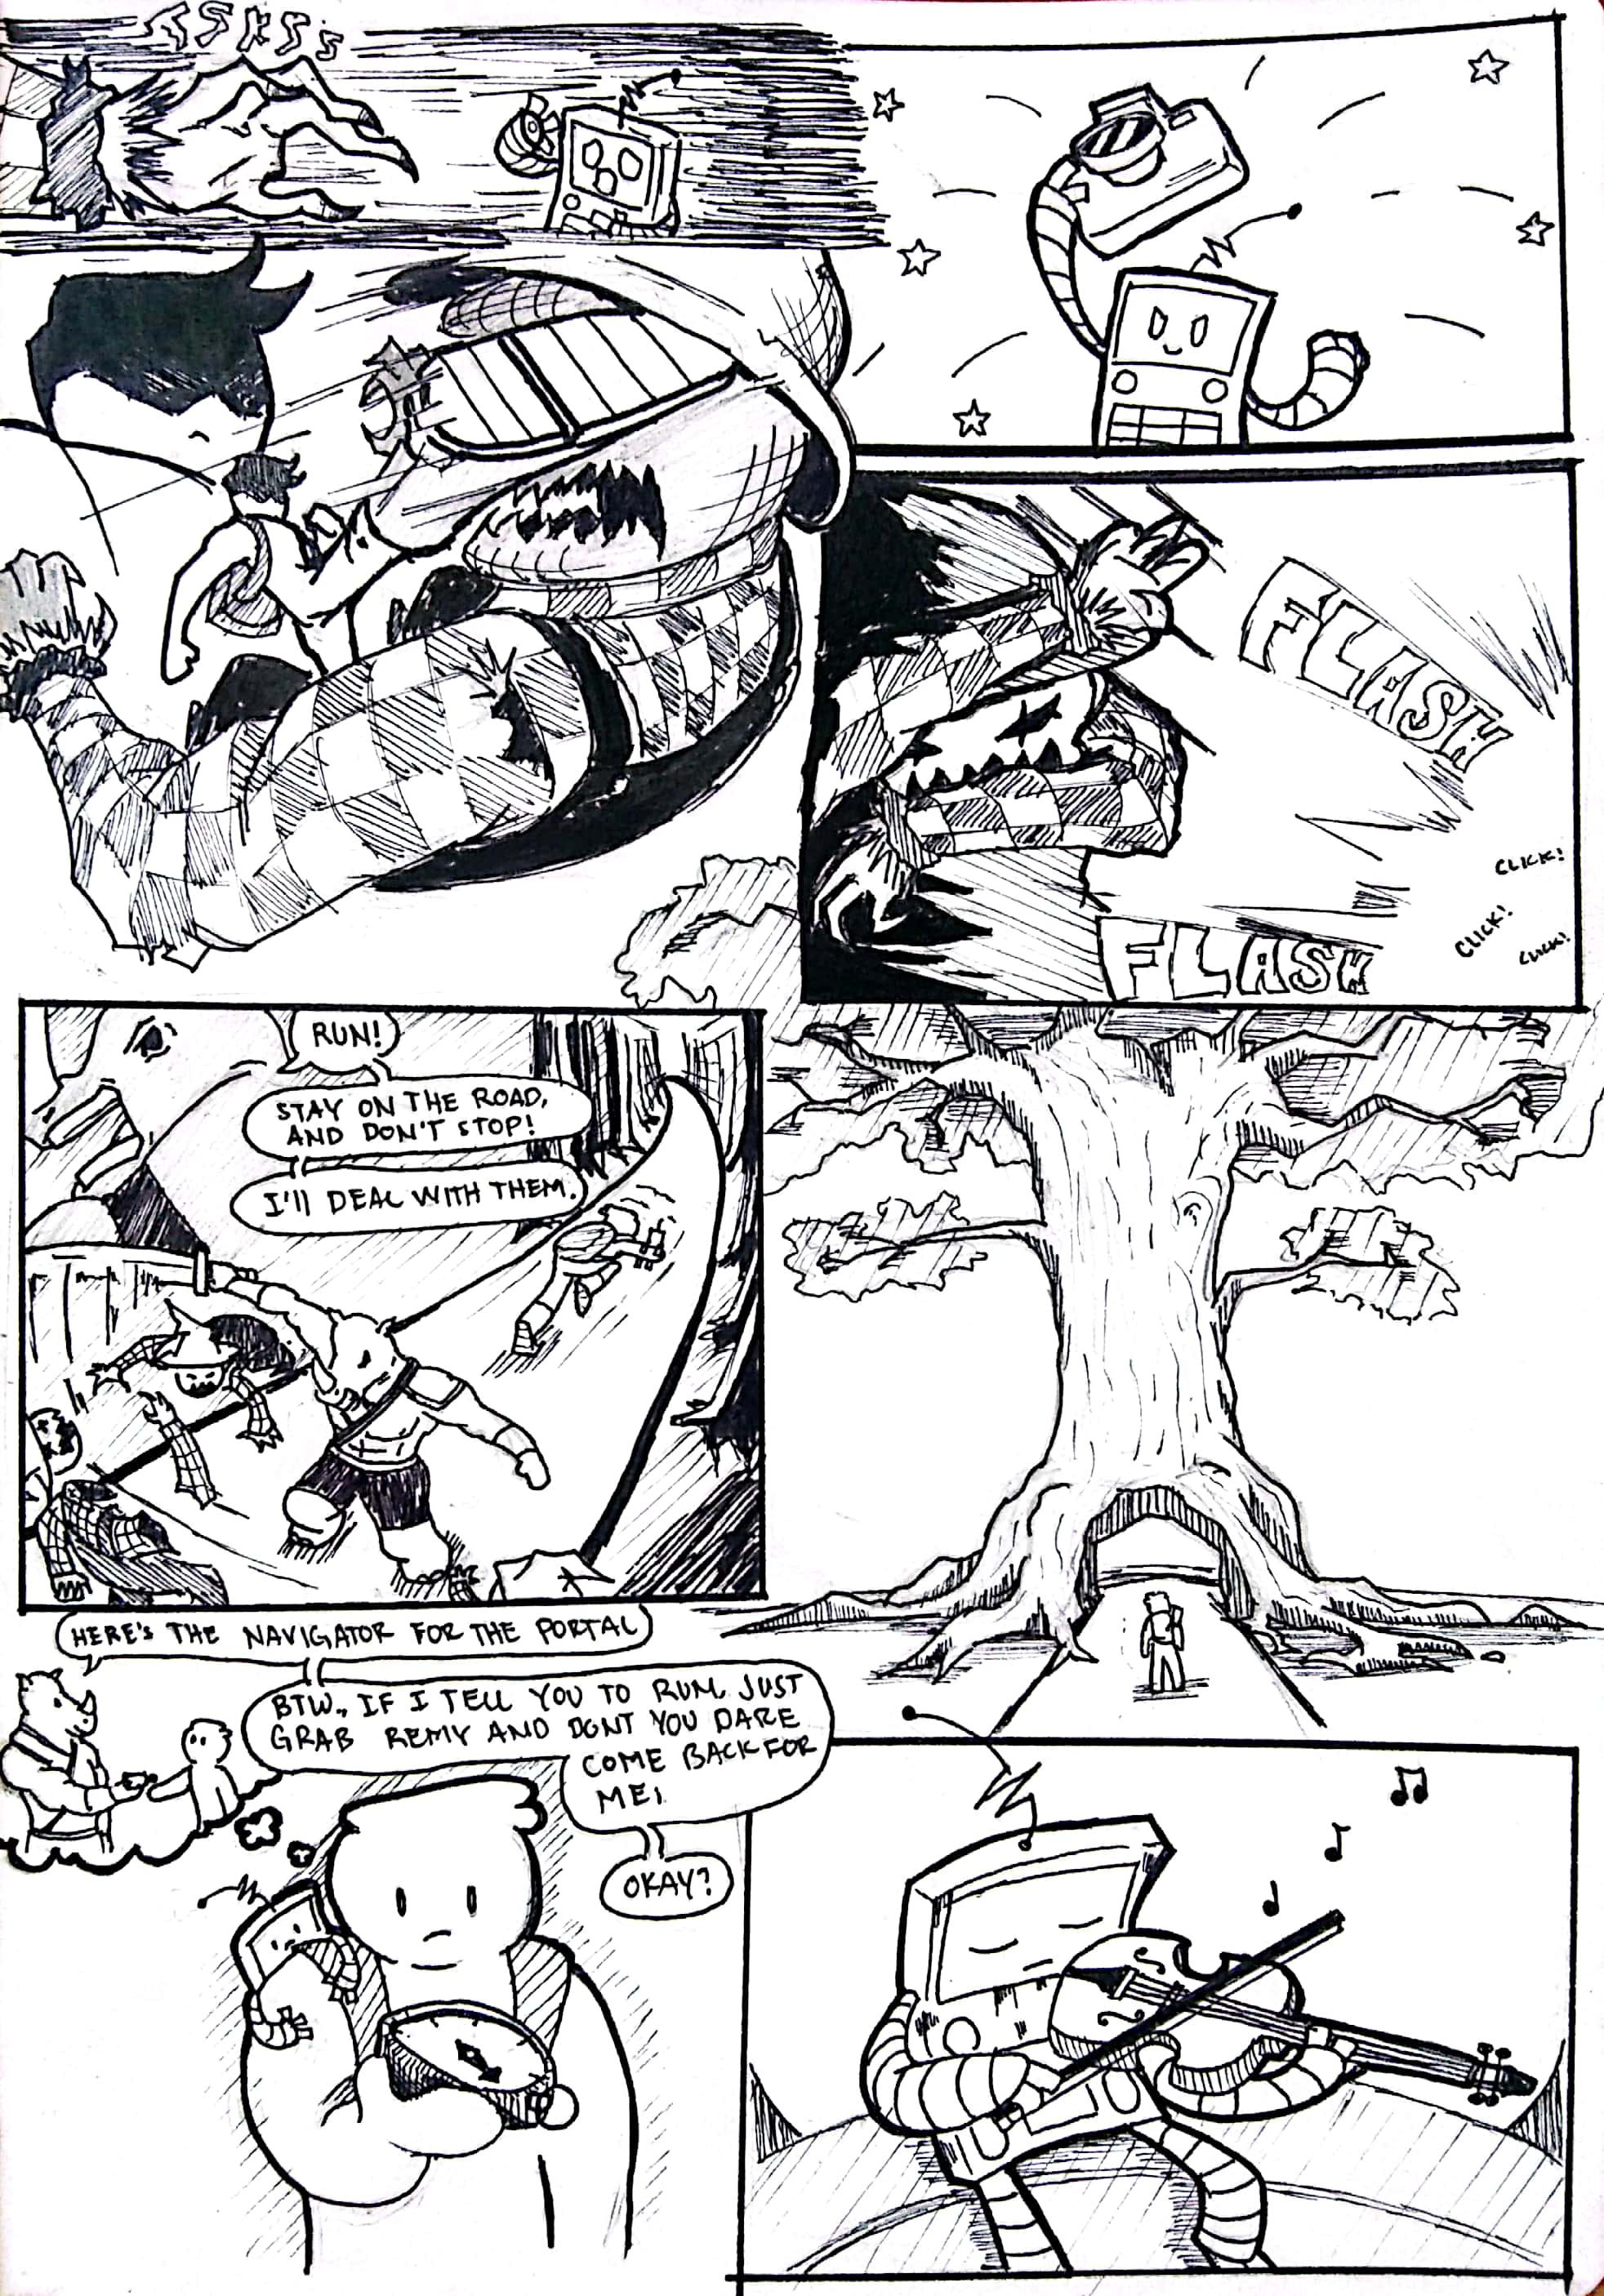 TSKSS
FLASH
CLICK!
CLICK!
CLICK!
FLASH
RUN!
STAY ON THE ROAD,
AND DON'T STOP!
I'll DEAL WITH THEM.
HERE'S THE NAVIGATOR FOR THE PORTAL
BTW., IF I TELL YOU TO RUN, JUST
GRAB REMY AND DONT YOU DARE
COME BACK FOR
ME,
OKAY?